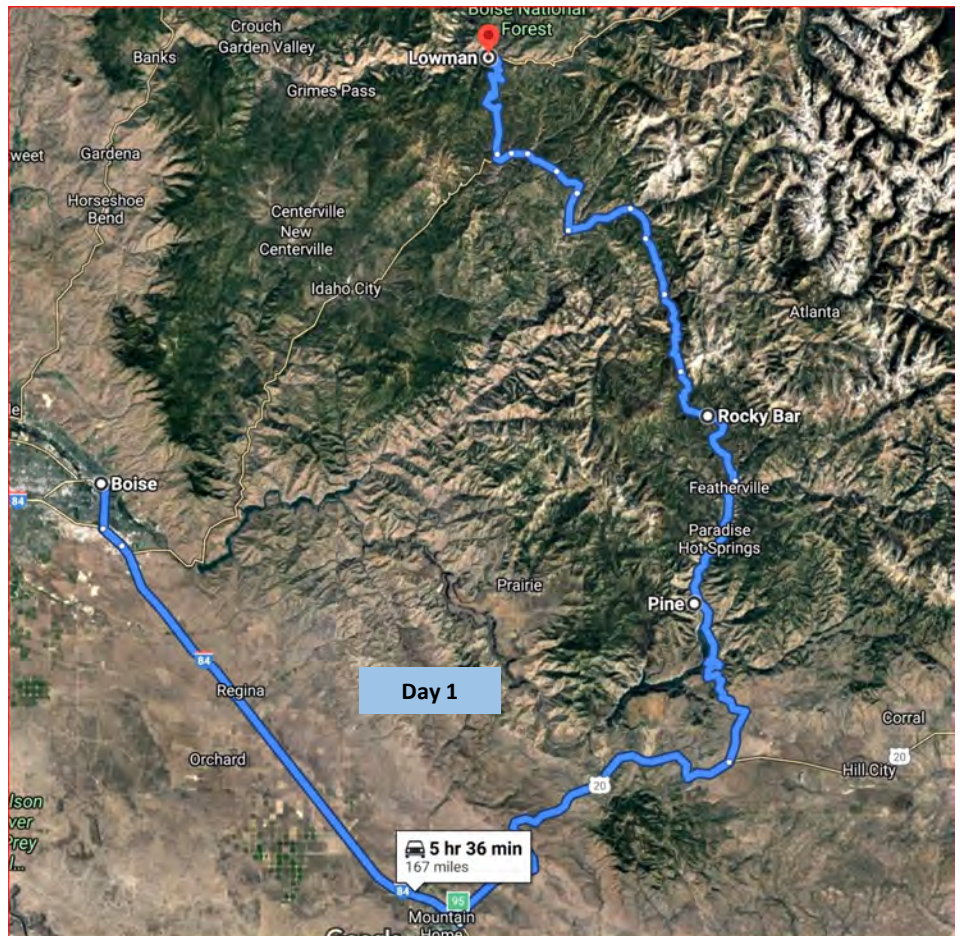 Boise National
Forest
Crouch
Garden Valley
Banks
Lowman
Grimes Pass
weet
Gardena
Horseshoe
Bend
Centerville
New
Centerville
Idaho City
Atlanta
Rocky Bar
Boise
84
Featherville
Paradise
Hot Springs
Prairie
Pine
84
Regina
Day 1
Corral
20
Hill City
Orchard
20
lson
ver
Prey
l...
5 hr 36 min
167 miles
84
95
Mountain
Home